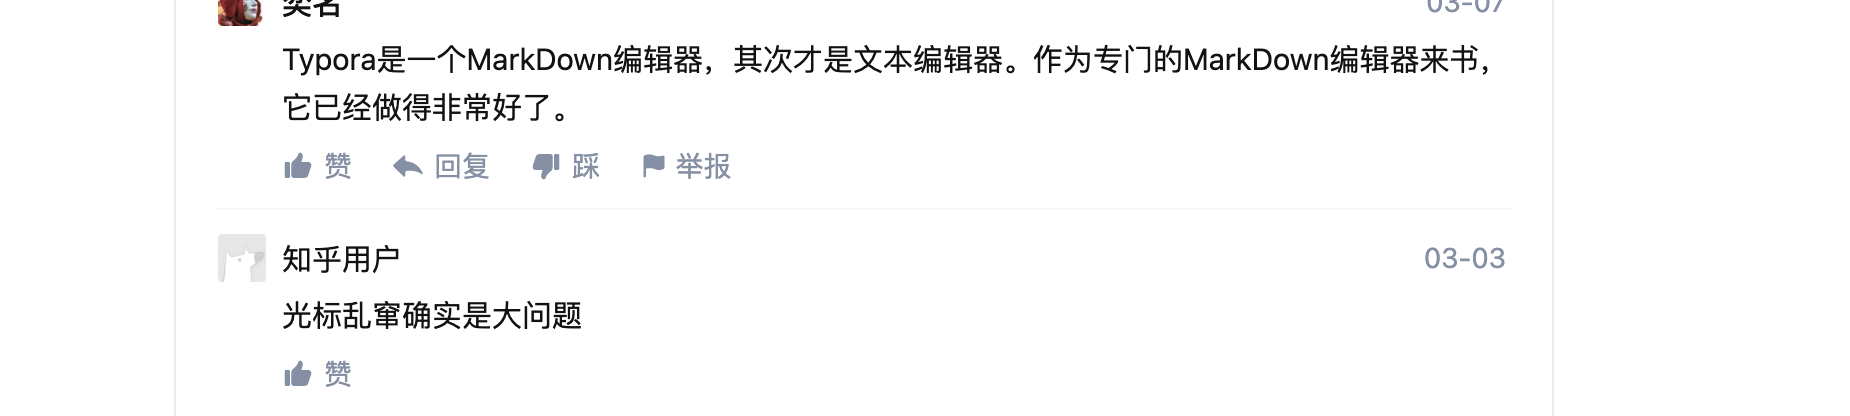 03-07
Typora是一个MarkDown编辑器，其次才是文本编辑器。作为专门的MarkDown编辑器来书，
它已经做得非常好了。
赞 回复 踩 举报
知乎用户 03-03
光标乱窜确实是大问题
赞